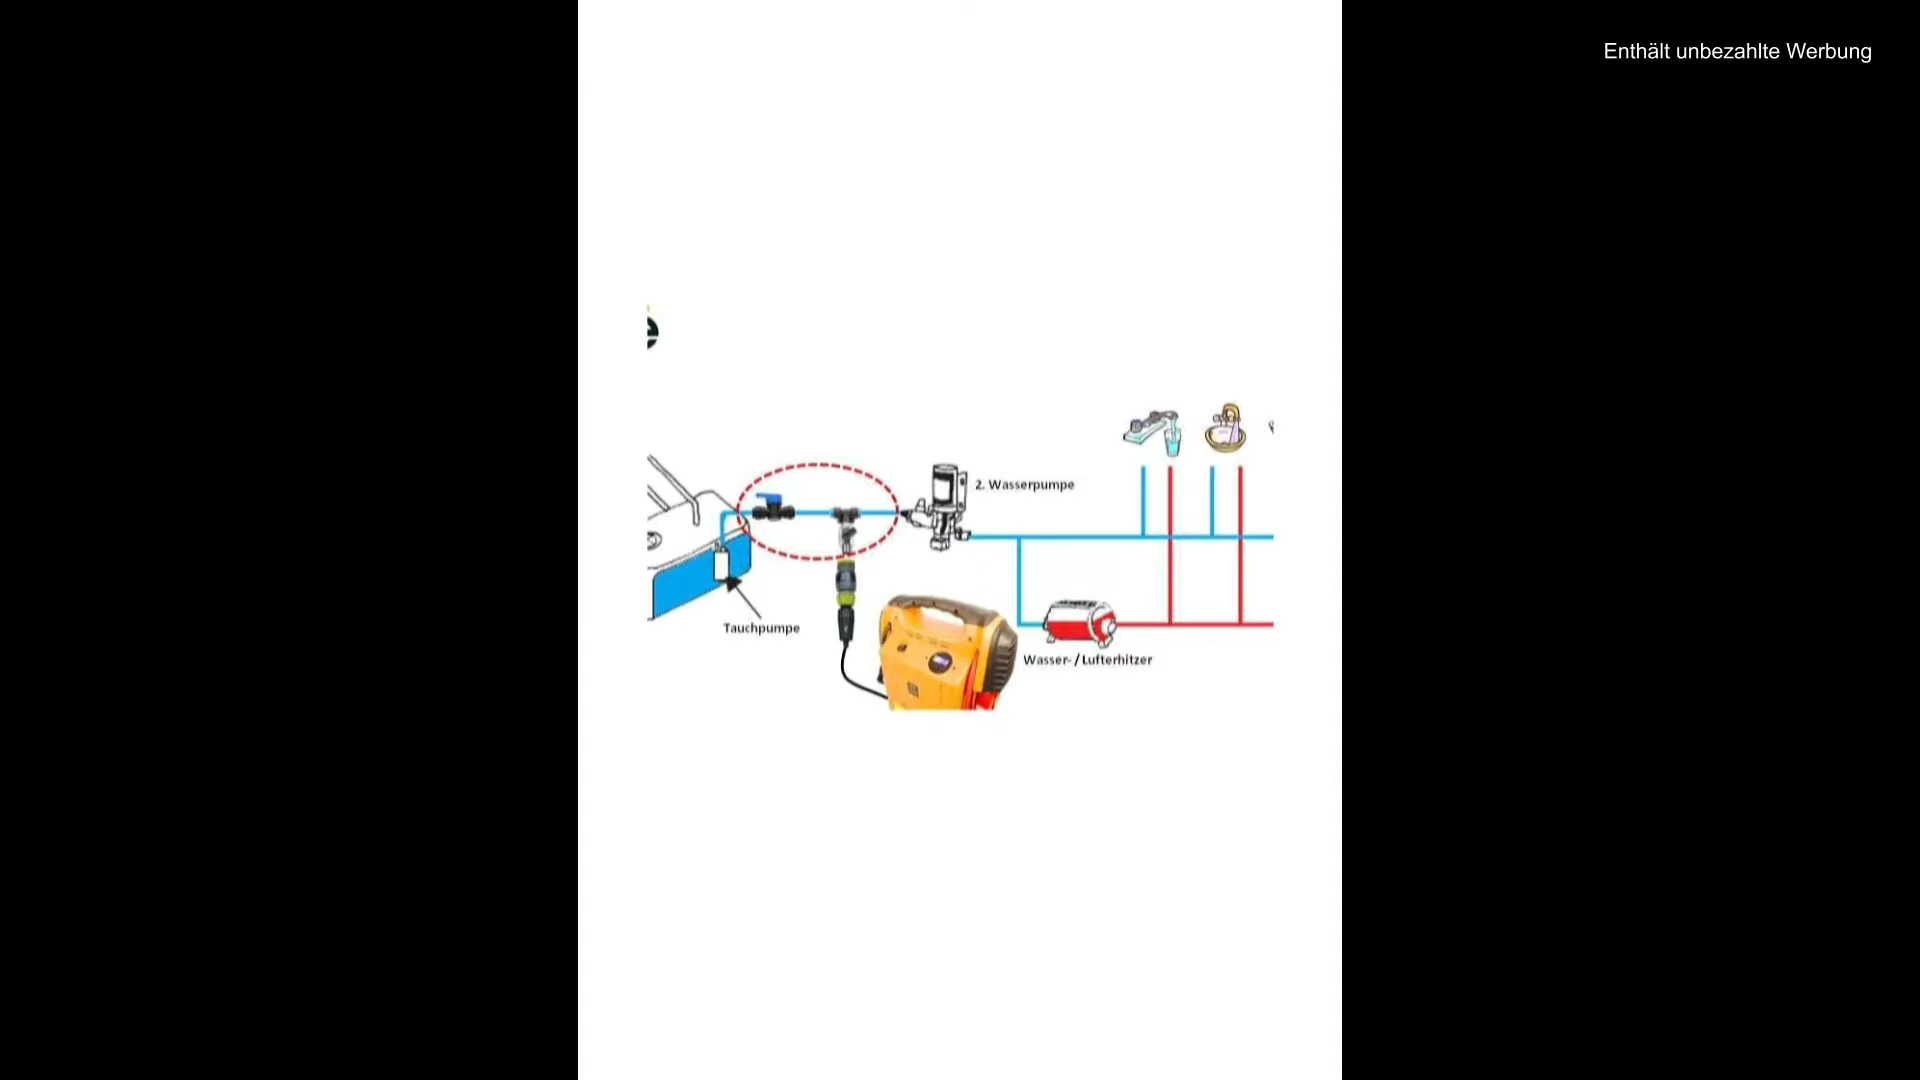 Enthält unbezahlte Werbung
2. Wasserpumpe
Tauchpumpe
Wasser- / Lufterhitzer